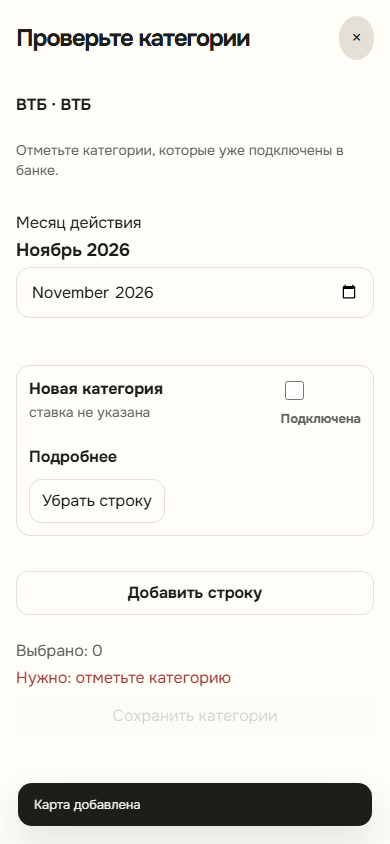 Проверьте категории
×
ВТБ · ВТБ
Отметьте категории, которые уже подключены в
банке.
Месяц действия
Ноябрь 2026
November 2026
Новая категория
ставка не указана
Подключена
Подробнее
Убрать строку
Добавить строку
Выбрано: 0
Нужно: отметьте категорию
Сохранить категории
Карта добавлена